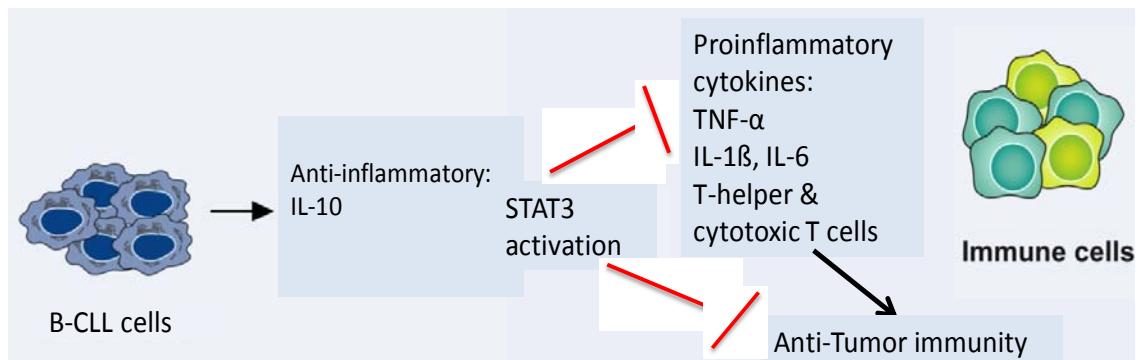 Proinflammatory
cytokines:
TNF-α
IL-1ß, IL-6
T-helper &
cytotoxic T cells
Anti-inflammatory:
IL-10
STAT3
activation
Immune cells
B-CLL cells
Anti-Tumor immunity